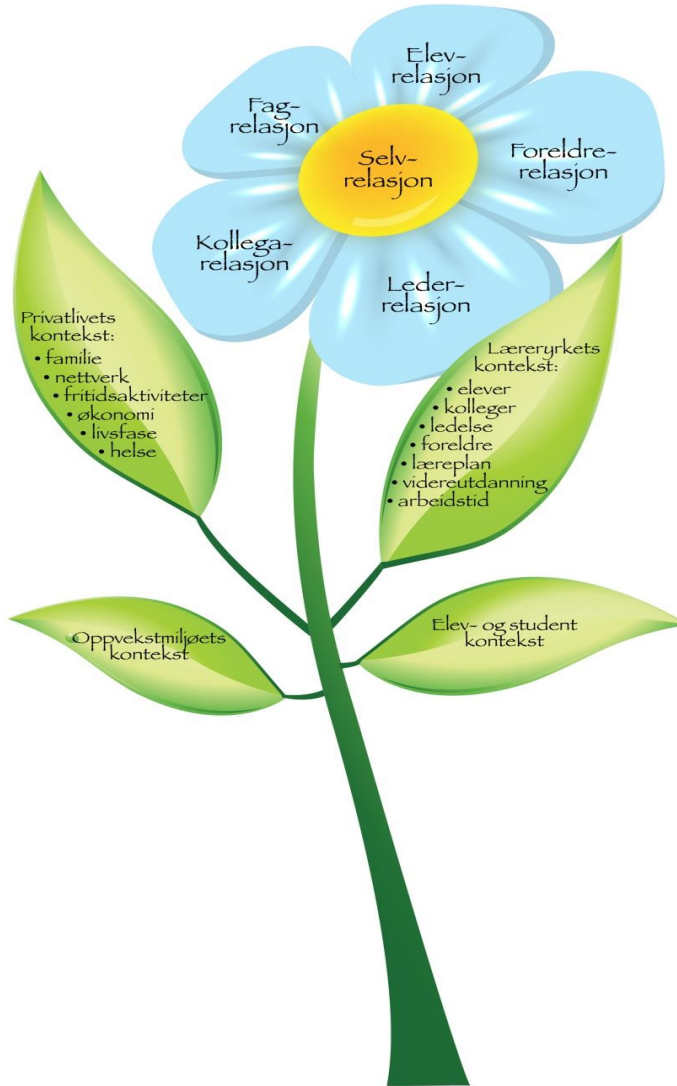 Elev-
relasjon
Fag-
relasjon
Selv-
relasjon
Foreldre-
relasjon
Kollega-
relasjon
Leder-
relasjon
Privatlivets
kontekst:
• familie
• nettverk
• fritidsaktiviteter
• økonomi
• livsfase
• helse
Læreryrkets
kontekst:
• elever
• kolleger
• ledelse
• foreldre
• læreplan
• videreutdanning
• arbeidstid
Oppvekstmiljøets
kontekst
Elev- og student
kontekst